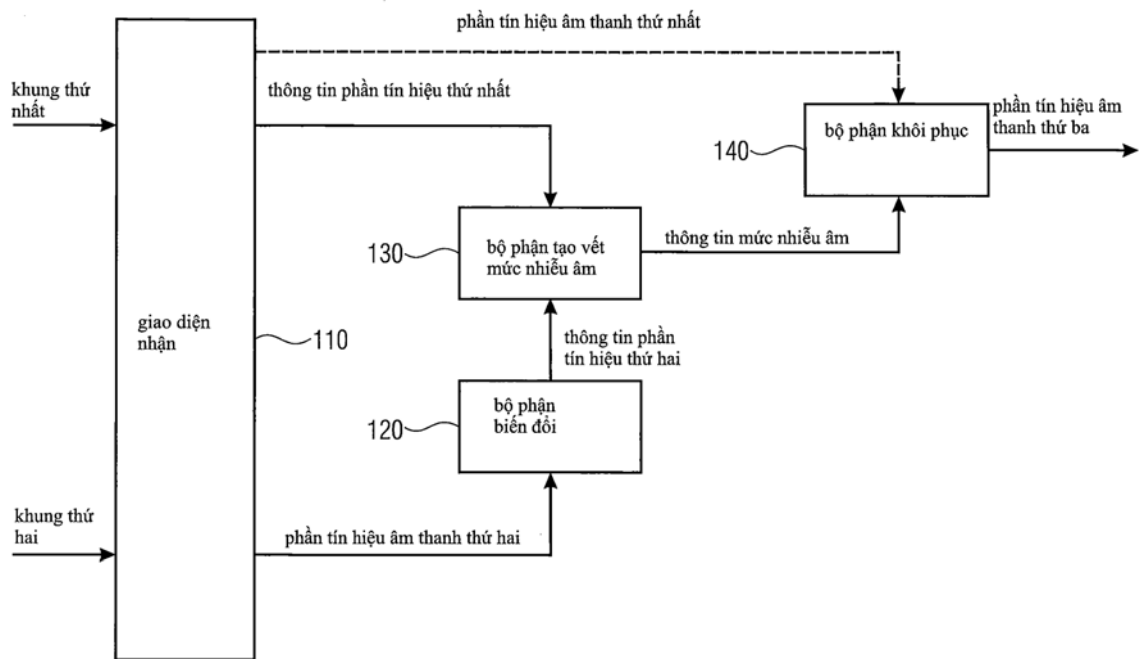 phần tín hiệu âm thanh thứ nhất
khung thứ
nhất
thông tin phần tín hiệu thứ nhất
phần tín hiệu âm
thanh thứ ba
bộ phận khôi phục
140
130
bộ phận tạo vết
mức nhiễu âm
thông tin mức nhiễu âm
giao diện
nhận
110
thông tin phần
tín hiệu thứ hai
120
bộ phận
biến đổi
khung thứ
hai
phần tín hiệu âm thanh thứ hai